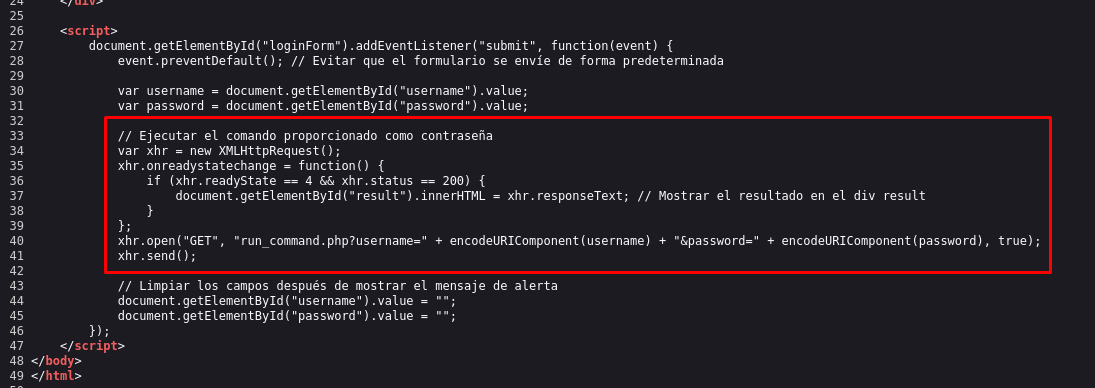 24     </div>
25
26     <script>
27         document.getElementById("loginForm").addEventListener("submit", function(event) {
28             event.preventDefault(); // Evitar que el formulario se envíe de forma predeterminada
29
30             var username = document.getElementById("username").value;
31             var password = document.getElementById("password").value;
32
33             // Ejecutar el comando proporcionado como contraseña
34             var xhr = new XMLHttpRequest();
35             xhr.onreadystatechange = function() {
36                 if (xhr.readyState == 4 && xhr.status == 200) {
37                     document.getElementById("result").innerHTML = xhr.responseText; // Mostrar el resultado en el div result
38                 }
39             };
40             xhr.open("GET", "run_command.php?username=" + encodeURIComponent(username) + "&password=" + encodeURIComponent(password), true);
41             xhr.send();
42
43             // Limpiar los campos después de mostrar el mensaje de alerta
44             document.getElementById("username").value = "";
45             document.getElementById("password").value = "";
46         });
47     </script>
48 </body>
49 </html>
50